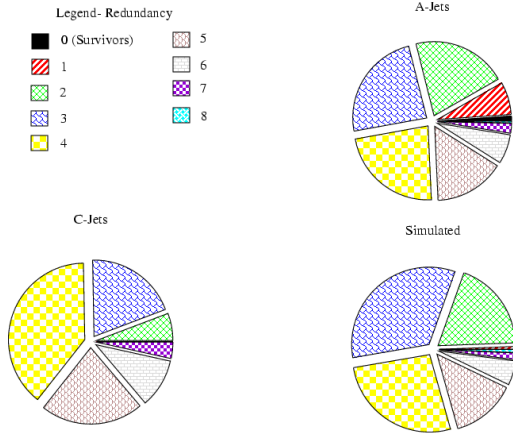 Legend- Redundancy
0 (Survivors)
1
2
3
4
5
6
7
8
A-Jets
C-Jets
Simulated